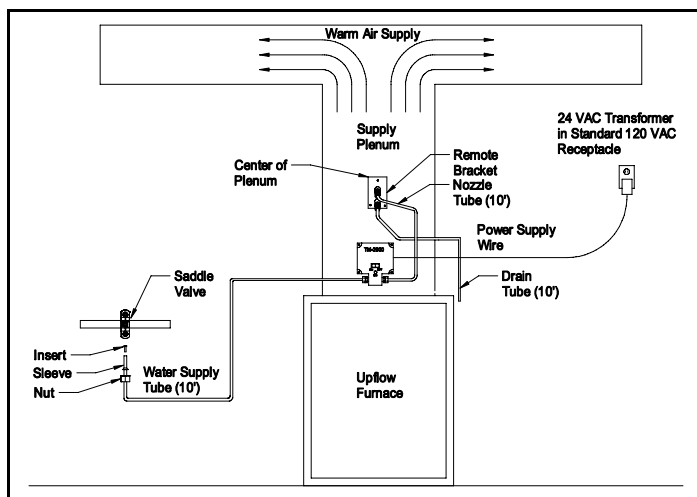 Warm Air Supply
24 VAC Transformer
in Standard 120 VAC
Receptacle
Supply
Plenum
Center of
Plenum
Remote
Bracket
Nozzle
Tube (10')
Power Supply
Wire
Saddle
Valve
Drain
Tube (10')
Insert
Sleeve
Nut
Water Supply
Tube (10')
Upflow
Furnace